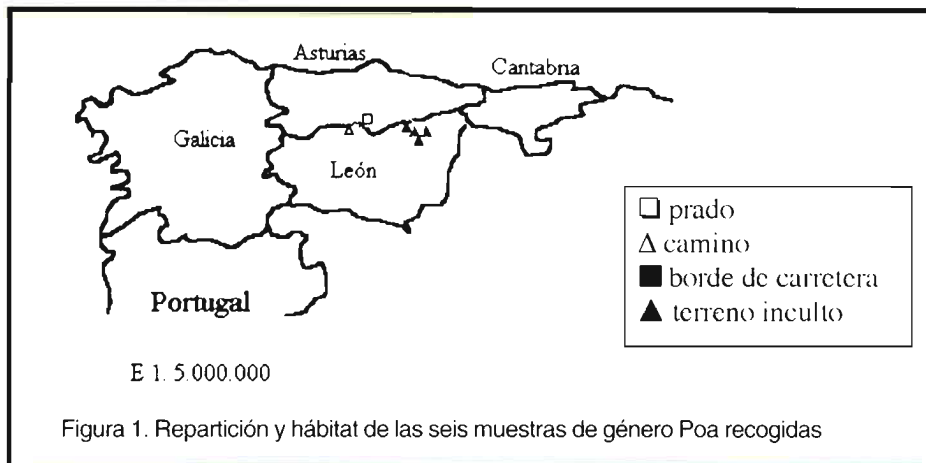 Asturias
Cantabria
Galicia
León
Portugal
prado
camino
borde de carretera
terreno inculto
E 1. 5.000.000
Figura 1. Repartición y hábitat de las seis muestras de género Poa recogidas